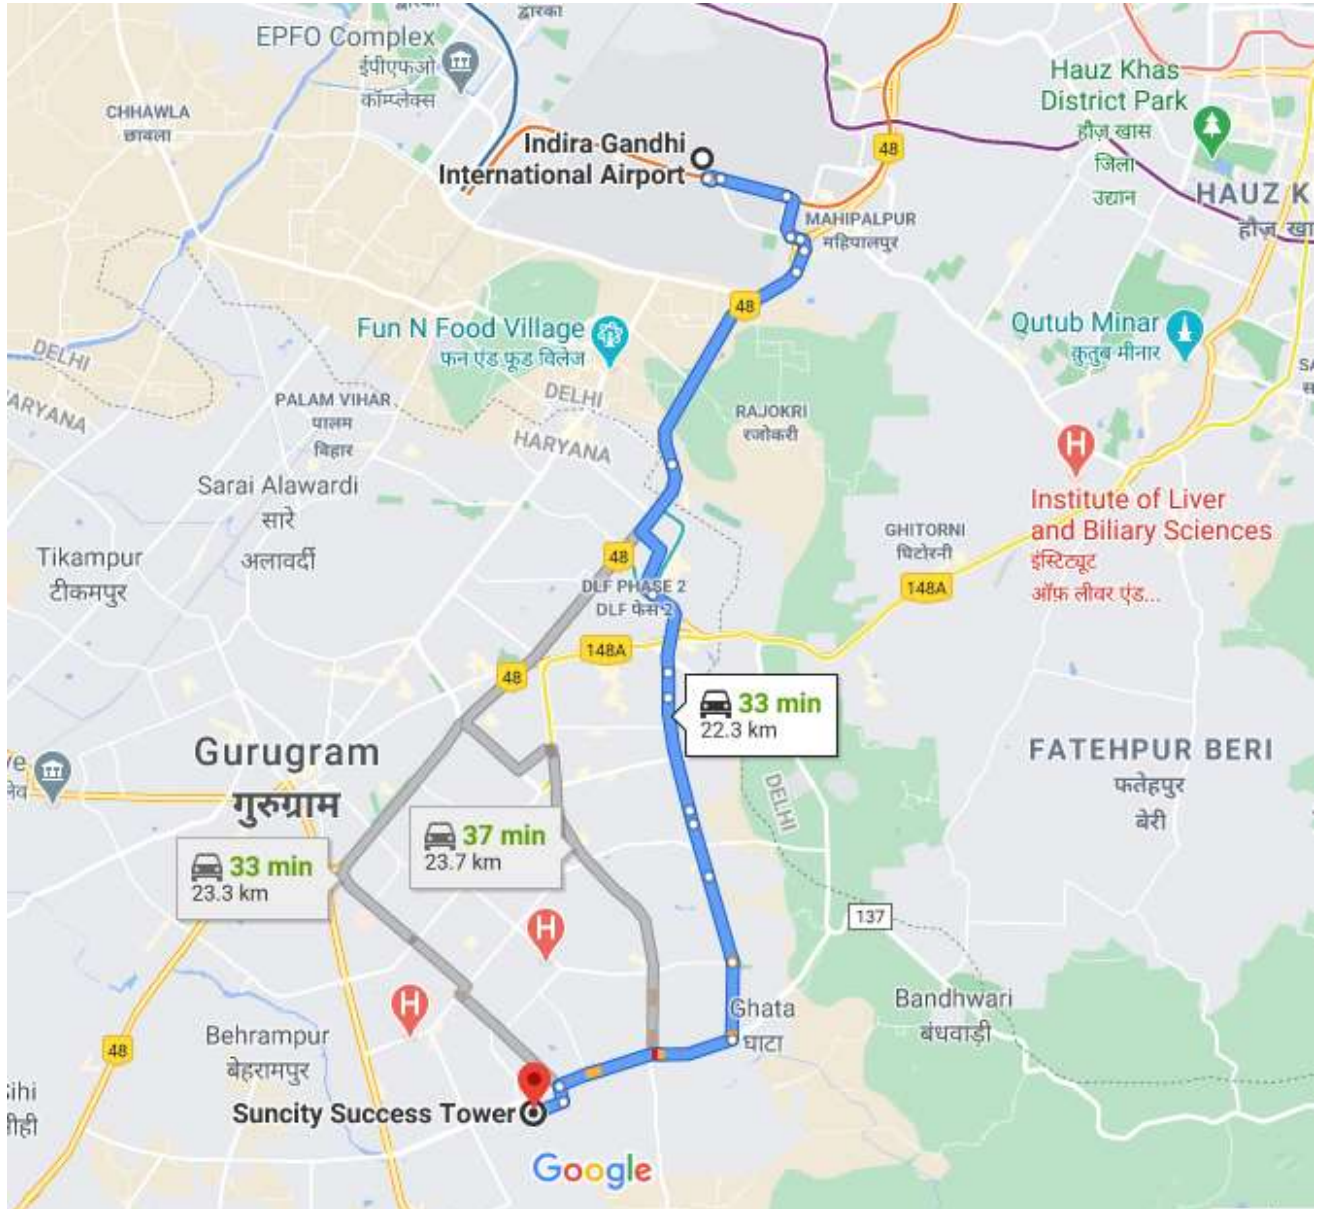 द्वारका
द्वारका
EPFO Complex
ईपीएफओ
कॉम्प्लेक्स
CHHAWLA
छावला
Hauz Khas
District Park
हौज़ खास
जिला
उद्यान
48
Indira Gandhi
International Airport
HAUZ K
हौज़ खा
MAHIPALPUR
महिपालपुर
48
Fun N Food Village
फन एंड फूड विलेज
Qutub Minar
क़ुतुब मीनार
DELHI
ARYANA
PALAM VIHAR
पालम
विहार
DELHI
HARYANA
RAJOKRI
रजोकरी
SA
स
H
Sarai Alawardi
सारे
अलावर्दी
Institute of Liver
and Biliary Sciences
इंस्टिट्यूट
ऑफ़ लीवर एंड...
GHITORNI
घिटोरनी
Tikampur
टीकमपुर
48
DLF PHASE 2
DLF फेस 2
148A
148A
48
33 min
22.3 km
Gurugram
गुरुग्राम
FATEHPUR BERI
फतेहपुर
बेरी
DELHI
ve
37 min
23.7 km
33 min
23.3 km
137
H
H
Ghata
घाटा
Bandhwari
बंधवाड़ी
Behrampur
बेहरामपुर
48
Sihi
ीही
Suncity Success Tower
Google